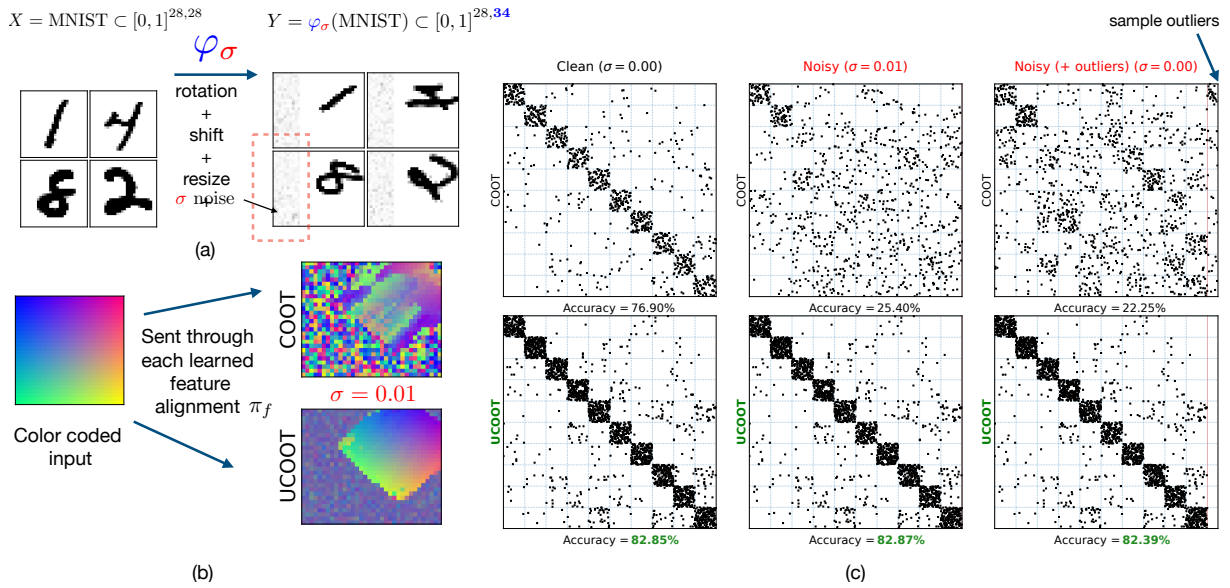 X = MNIST ⊂ [0, 1]^{28,28}
Y = φ_σ(MNIST) ⊂ [0, 1]^{28,34}
φ_σ
rotation
+
shift
+
resize
+
σ noise
(a)
Color coded
input
Sent through
each learned
feature
alignment π_f
COOT
σ = 0.01
UCOOT
(b)
sample outliers
Clean (σ = 0.00)
Noisy (σ = 0.01)
Noisy (+ outliers) (σ = 0.00)
COOT
COOT
COOT
Accuracy = 76.90%
Accuracy = 25.40%
Accuracy = 22.25%
UCOOT
UCOOT
UCOOT
Accuracy = 82.85%
Accuracy = 82.87%
Accuracy = 82.39%
(c)